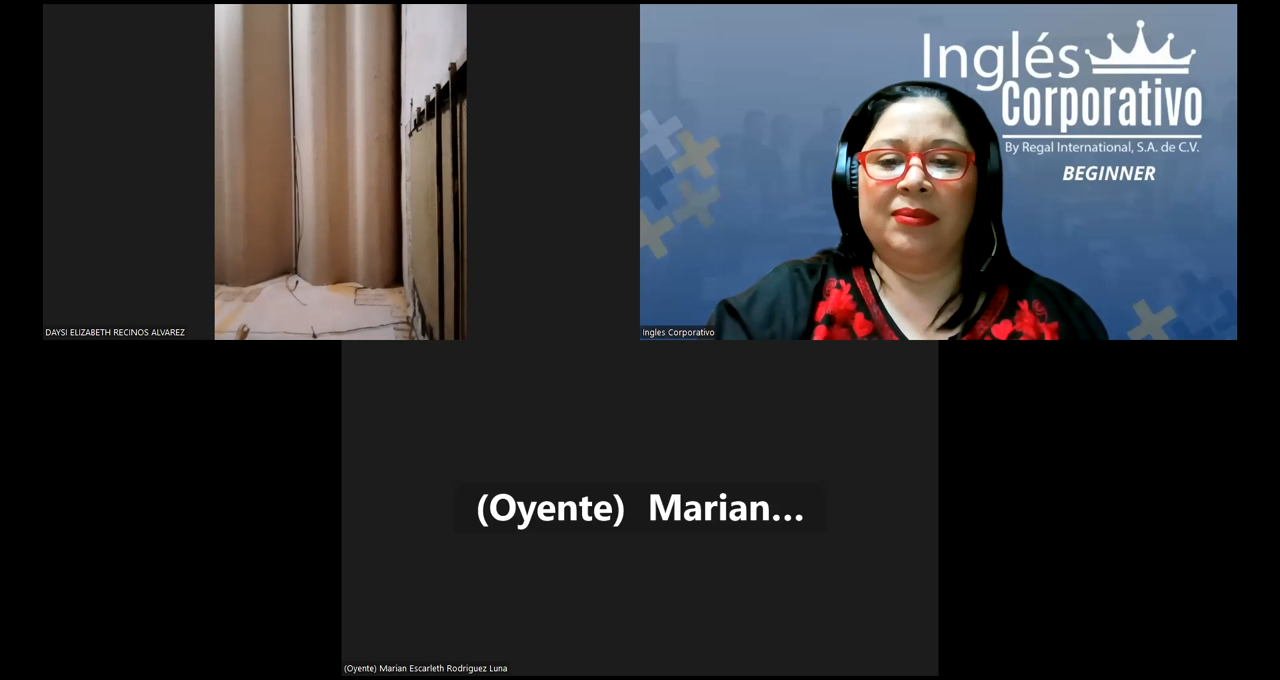 Inglés
Corporativo
By Regal International, S.A. de C.V.
BEGINNER
DAYSI ELIZABETH RECINOS ALVAREZ
Ingles Corporativo
(Oyente) Marian...
(Oyente) Marian Escarleth Rodriguez Luna